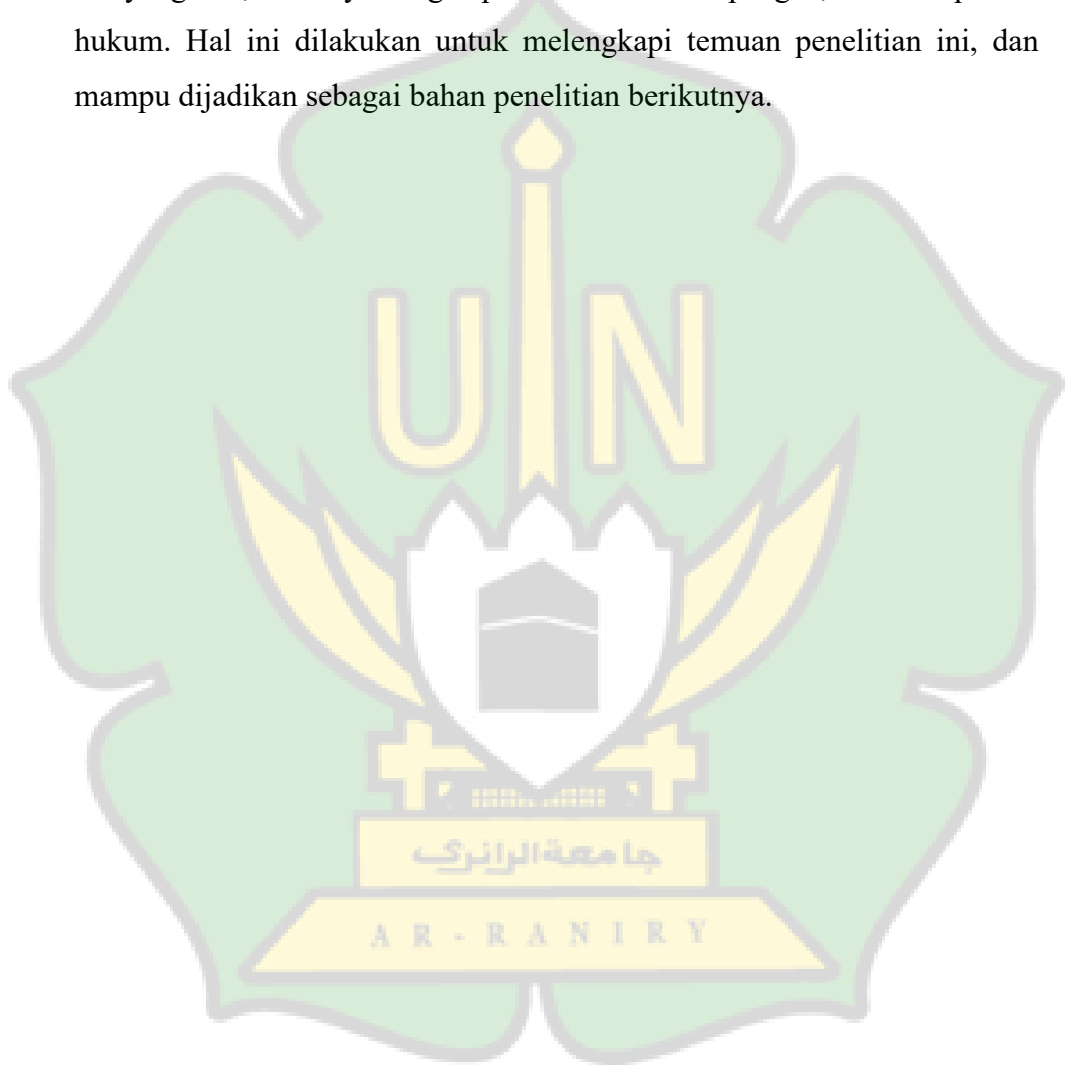 hukum. Hal ini dilakukan untuk melengkapi temuan penelitian ini, dan
mampu dijadikan sebagai bahan penelitian berikutnya.
UIN
جامعة الرانري
AR-RANIRY